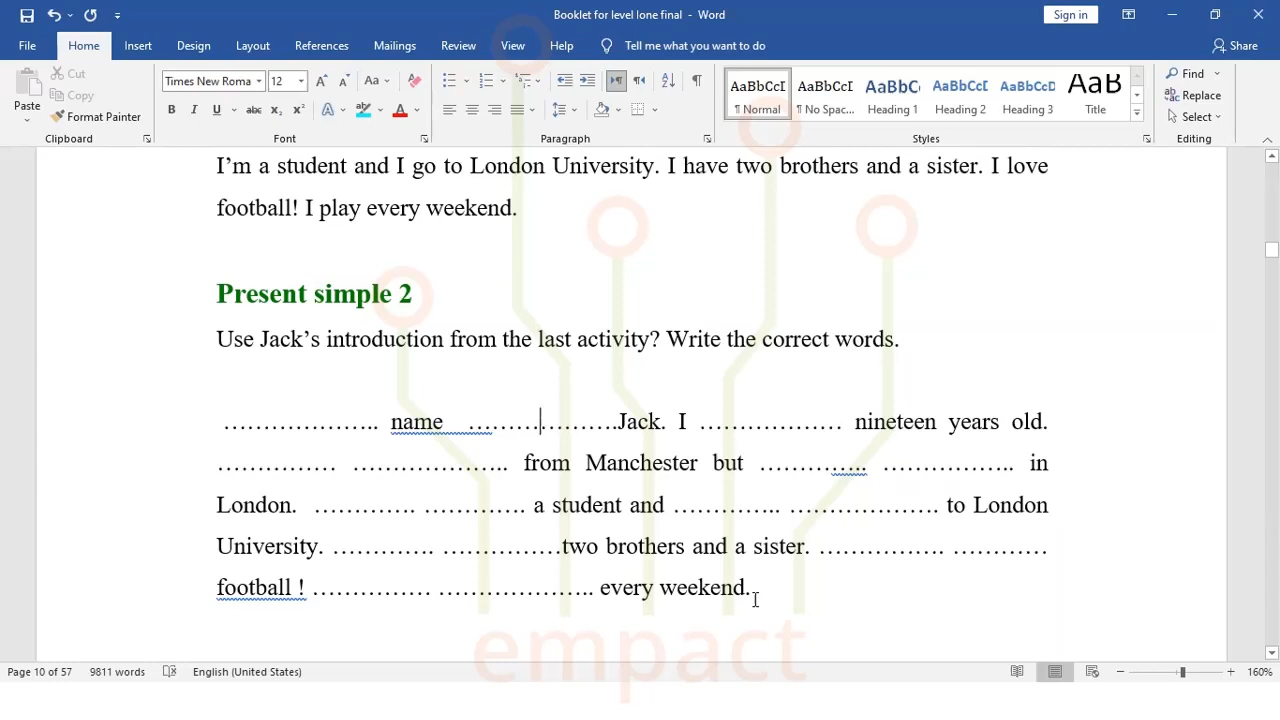 Booklet for level lone final - Word
Sign in
File Home Insert Design Layout References Mailings Review View Help Tell me what you want to do Share
Paste
Cut
Copy
Format Painter
Clipboard
Times New Roma 12
Font
Paragraph
AaBbCcI AaBbCcI AaBbC AaBbCcD AaBbCcD AaB
¶ Normal ¶ No Spac... Heading 1 Heading 2 Heading 3 Title
Styles
Find
Replace
Select
Editing
I’m a student and I go to London University. I have two brothers and a sister. I love
football! I play every weekend.
Present simple 2
Use Jack’s introduction from the last activity? Write the correct words.
……………….. name ………………….Jack. I ……………… nineteen years old.
……………… ………………….. from Manchester but …………….. ……………….. in
London. ……………. ……………. a student and …………….. …………………. to London
University. ……………. ………………two brothers and a sister. ………………. ……………
football ! ……………… ………………….. every weekend.
empact
Page 10 of 57 9811 words English (United States) 160%